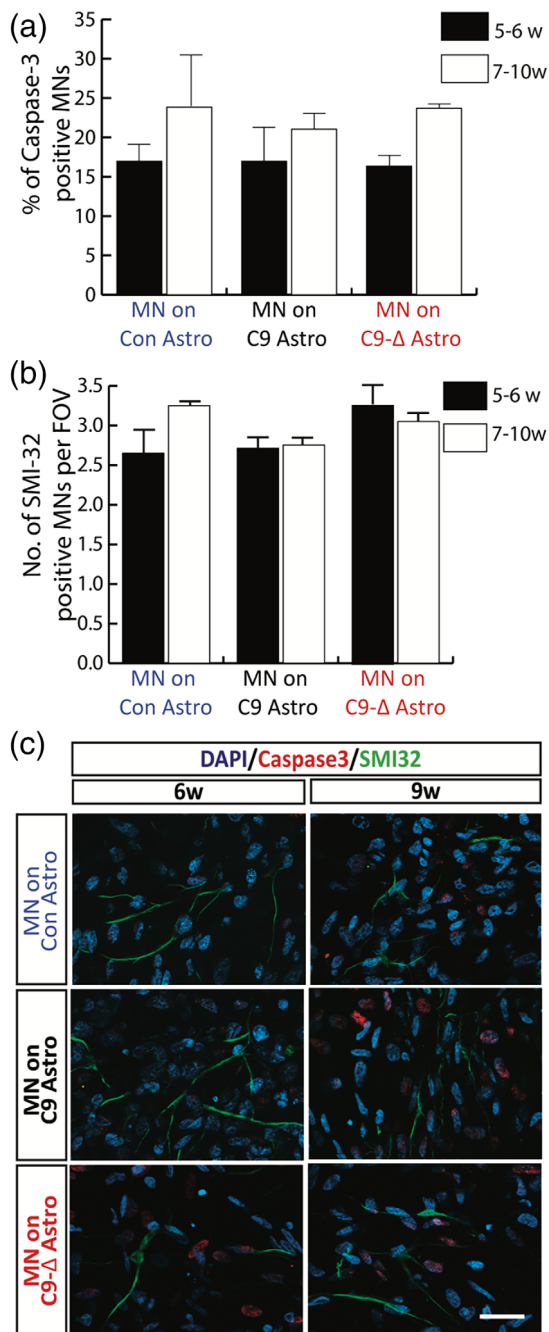 (a)
% of Caspase-3
positive MNs
35
30
25
20
15
10
5
0
5-6 w
7-10w
MN on
Con Astro
MN on
C9 Astro
MN on
C9-Δ Astro
(b)
No. of SMI-32
positive MNs per FOV
3.5
3.0
2.5
2.0
1.5
1.0
0.5
0.0
5-6 w
7-10w
MN on
Con Astro
MN on
C9 Astro
MN on
C9-Δ Astro
(c)
DAPI/Caspase3/SMI32
6w
9w
MN on
Con Astro
MN on
C9 Astro
MN on
C9-Δ Astro